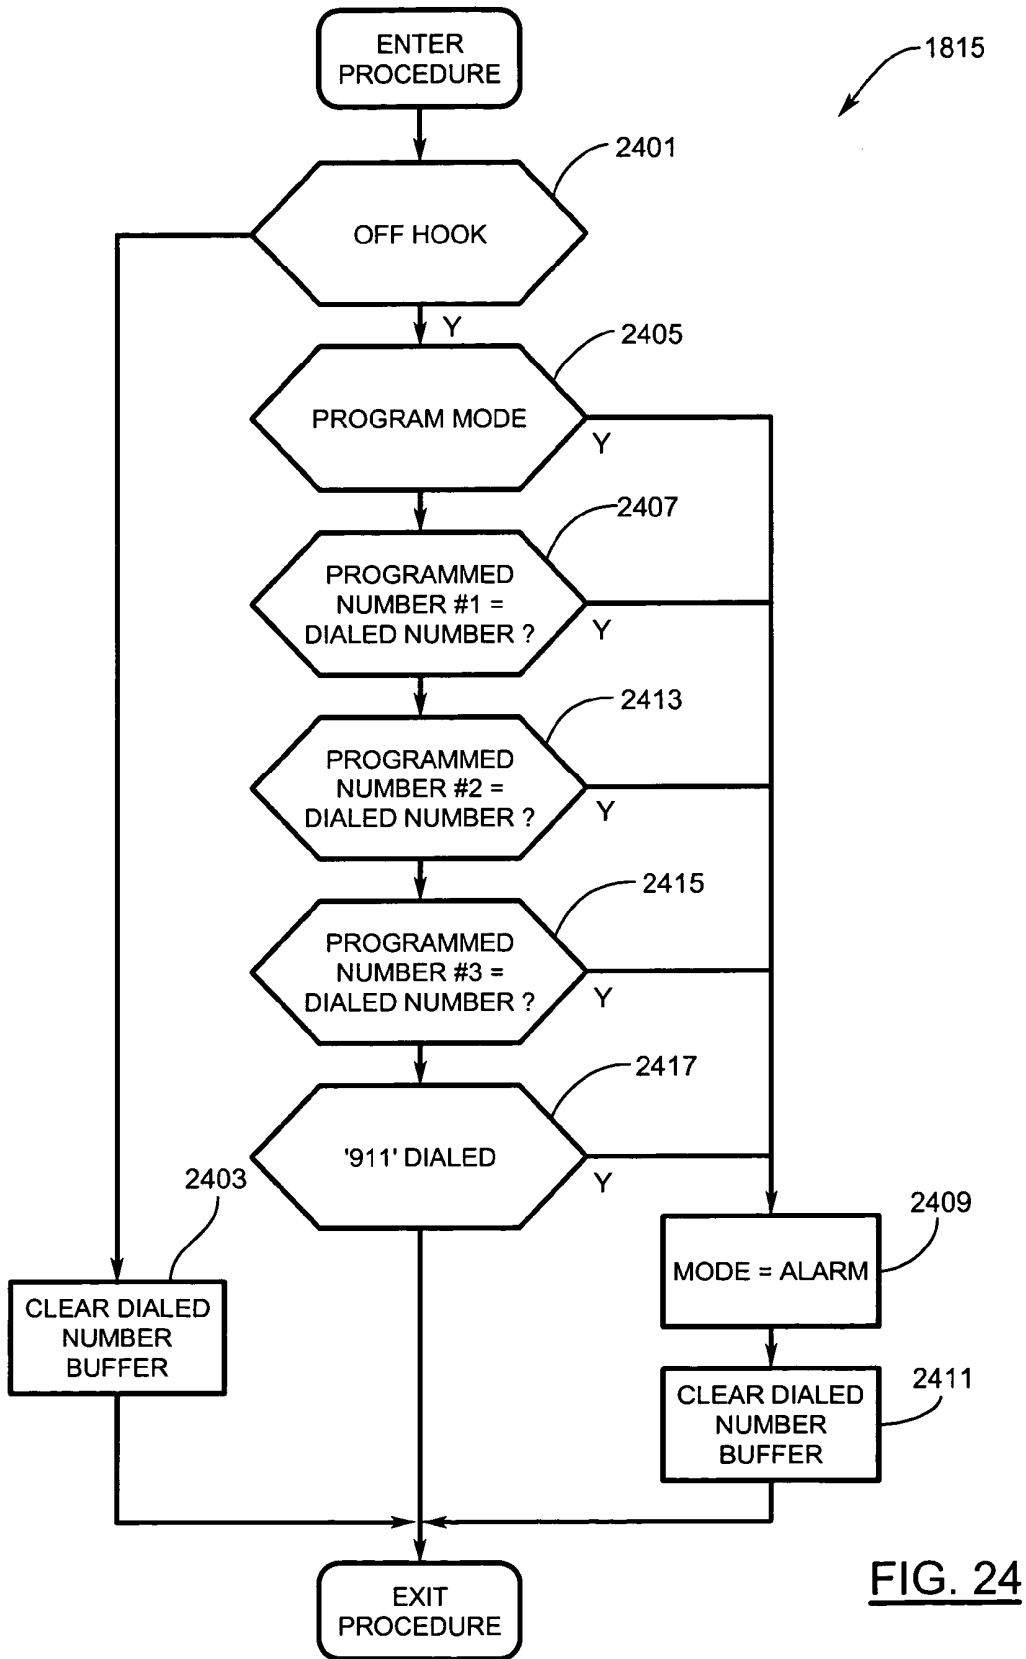 ENTER
PROCEDURE
1815
2401
OFF HOOK
Y
2405
PROGRAM MODE
Y
2407
PROGRAMMED
NUMBER #1 =
DIALED NUMBER ?
Y
2413
PROGRAMMED
NUMBER #2 =
DIALED NUMBER ?
Y
2415
PROGRAMMED
NUMBER #3 =
DIALED NUMBER ?
Y
2417
'911' DIALED
Y
2403
CLEAR DIALED
NUMBER
BUFFER
2409
MODE = ALARM
2411
CLEAR DIALED
NUMBER
BUFFER
EXIT
PROCEDURE
FIG. 24